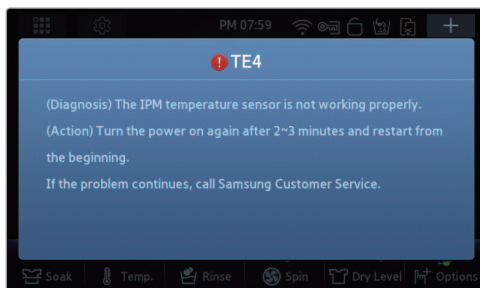 PM 07:59
TE4
(Diagnosis) The IPM temperature sensor is not working properly.
(Action) Turn the power on again after 2~3 minutes and restart from
the beginning.
If the problem continues, call Samsung Customer Service.
Soak Temp. Rinse Spin Dry Level Options